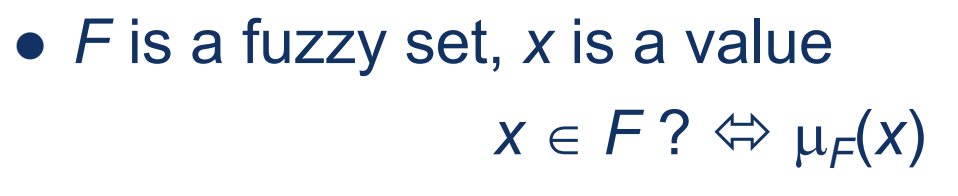 ● F is a fuzzy set, x is a value
x ∈ F ? ⇔ μF(x)